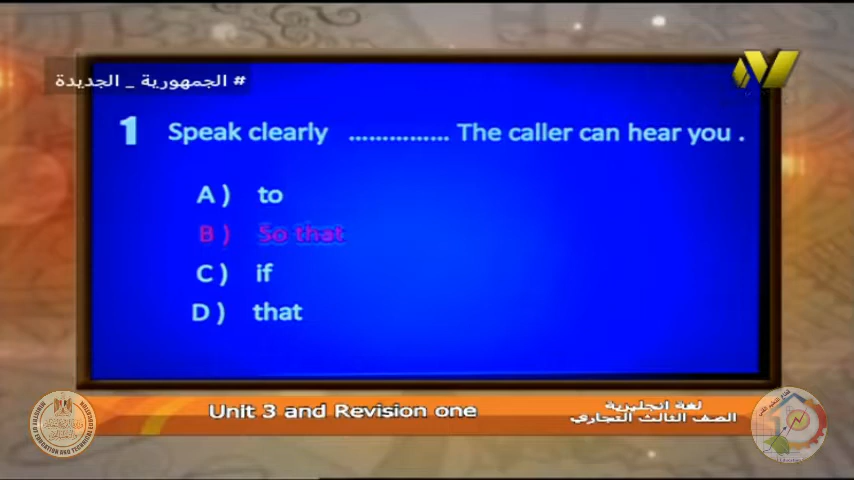 # الجمهورية _ الجديدة
1 Speak clearly ............... The caller can hear you .
A ) to
B ) So that
C ) if
D ) that
Unit 3 and Revision one
لغة انجليزية
الصف الثالث التجاري